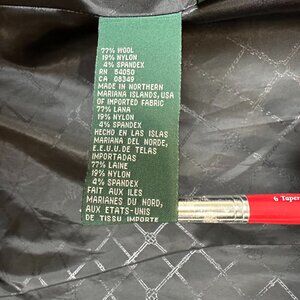 77% WOOL
19% NYLON
4% SPANDEX
RN 54050
CA 08349
MADE IN NORTHERN
MARIANA ISLANDS, USA
OF IMPORTED FABRIC
77% LANA
19% NYLON
4% SPANDEX
HECHO EN LAS ISLAS
MARIANA DEL NORDE,
E.E.U.U. DE TELAS
IMPORTADAS
77% LAINE
19% NYLON
4% SPANDEX
FAIT AUX ILES
MARIANES DU NORD,
AUX ETATS-UNIS
DE TISSU IMPORTE
6 Taper